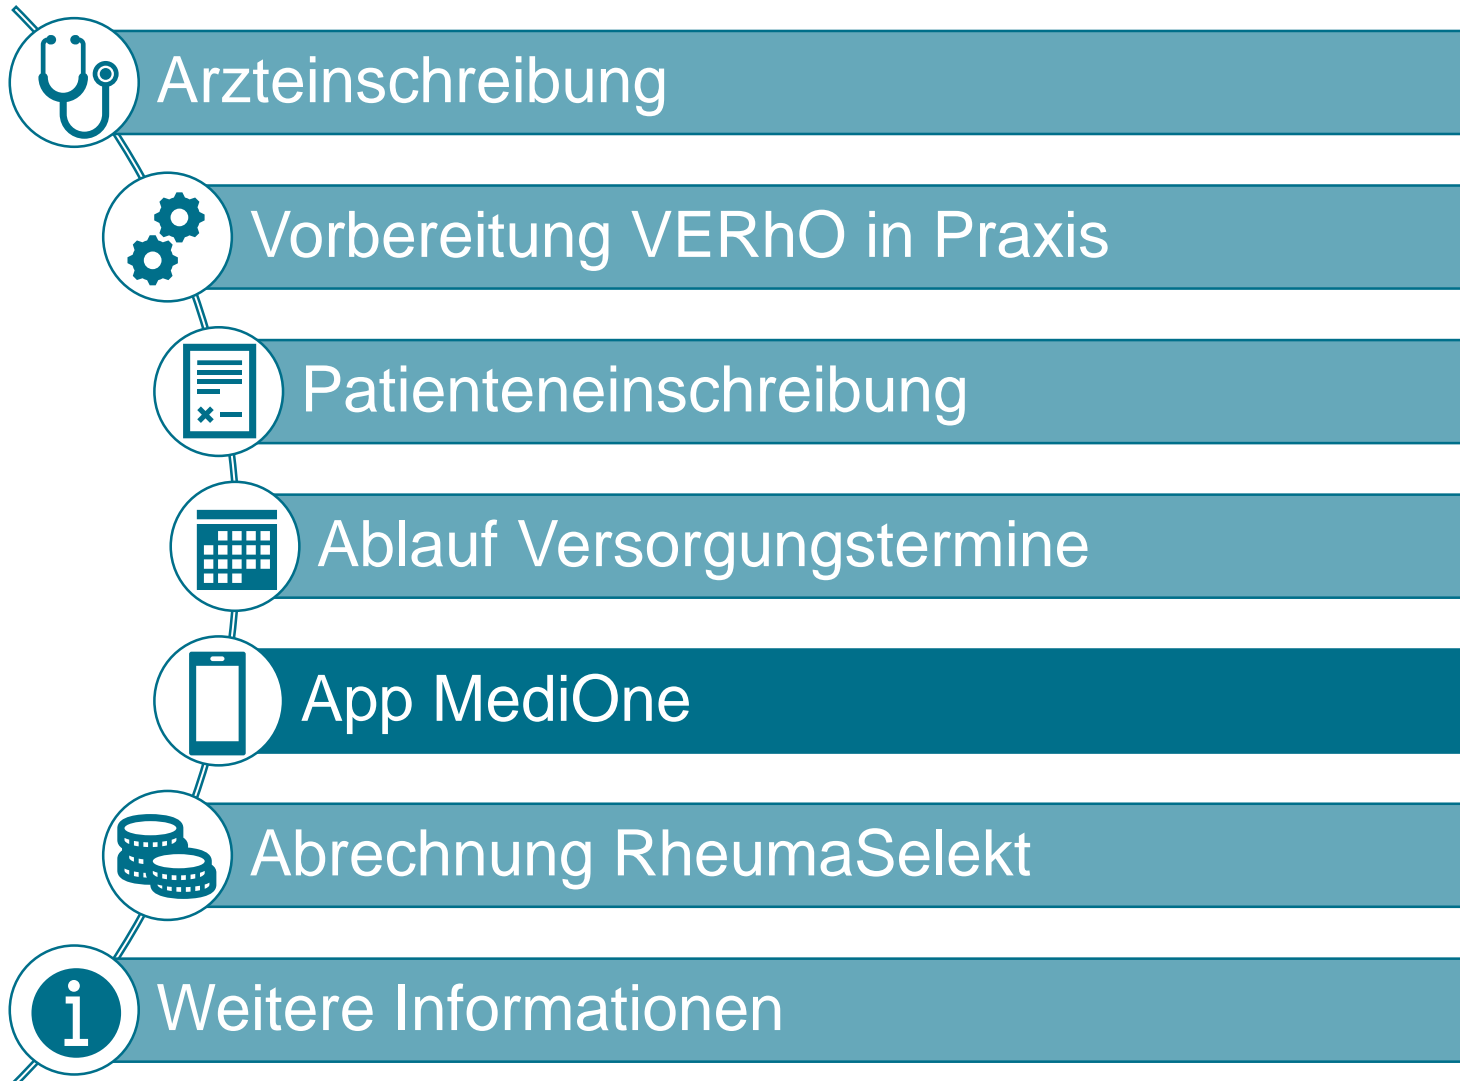 Arzteinschreibung
Vorbereitung VERhO in Praxis
Patienteneinschreibung
Ablauf Versorgungstermine
App MediOne
Abrechnung RheumaSelekt
Weitere Informationen